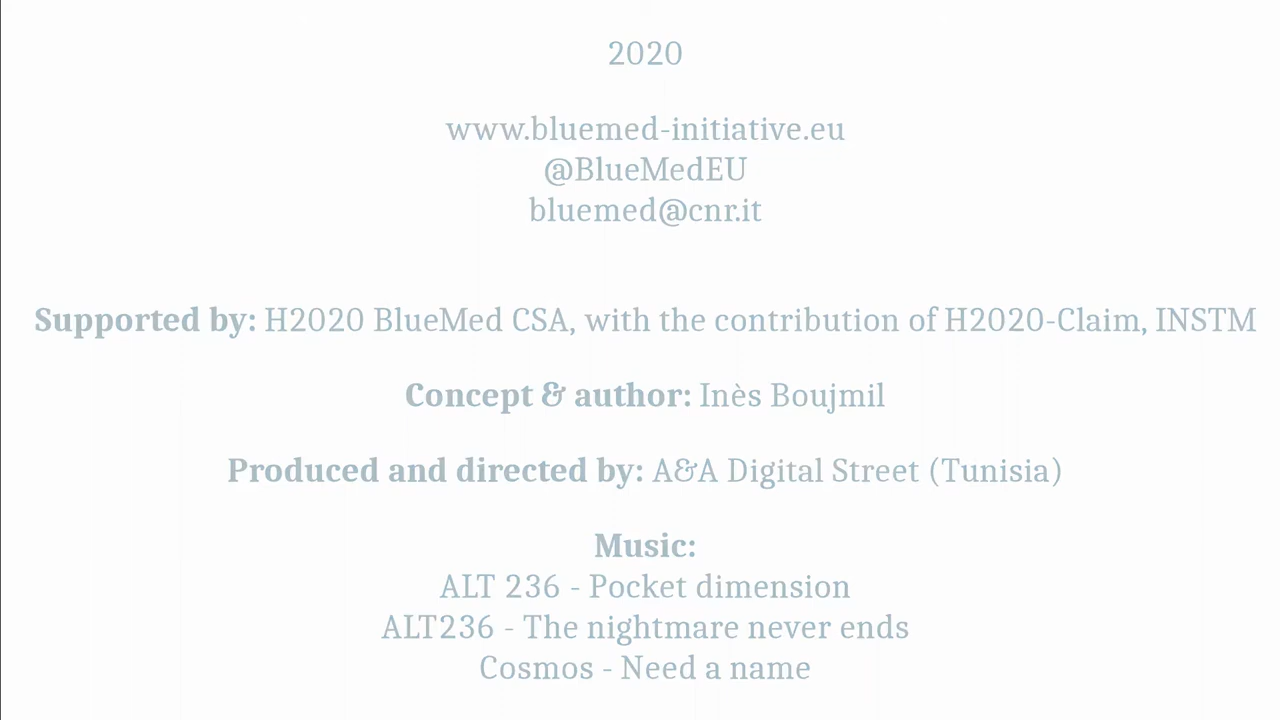 2020
www.bluemed-initiative.eu
@BlueMedEU
bluemed@cnr.it
Supported by: H2020 BlueMed CSA, with the contribution of H2020-Claim, INSTM
Concept & author: Inès Boujmil
Produced and directed by: A&A Digital Street (Tunisia)
Music:
ALT 236 - Pocket dimension
ALT236 - The nightmare never ends
Cosmos - Need a name